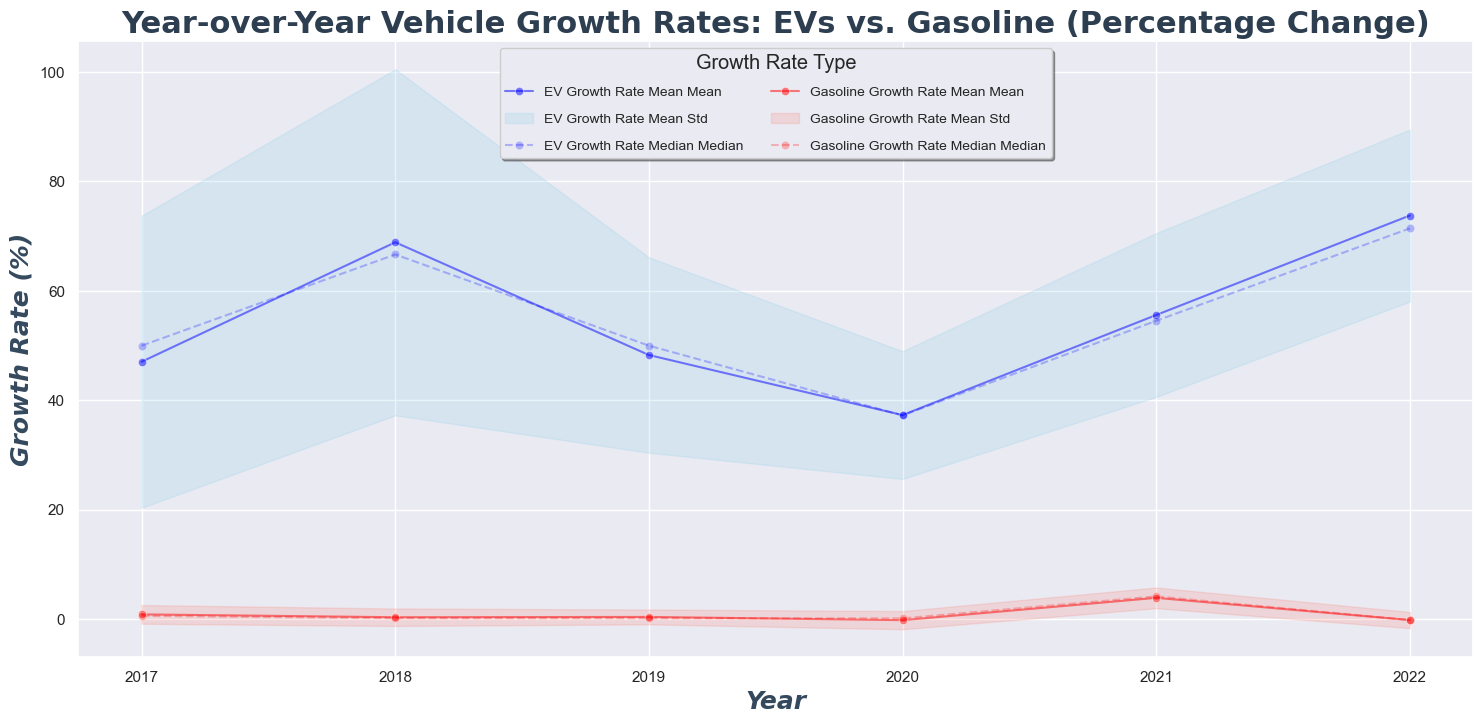 Year-over-Year Vehicle Growth Rates: EVs vs. Gasoline (Percentage Change)
Growth Rate Type
EV Growth Rate Mean Mean
EV Growth Rate Mean Std
EV Growth Rate Median Median
Gasoline Growth Rate Mean Mean
Gasoline Growth Rate Mean Std
Gasoline Growth Rate Median Median
Growth Rate (%)
100
80
60
40
20
0
2017 2018 2019 2020 2021 2022
Year